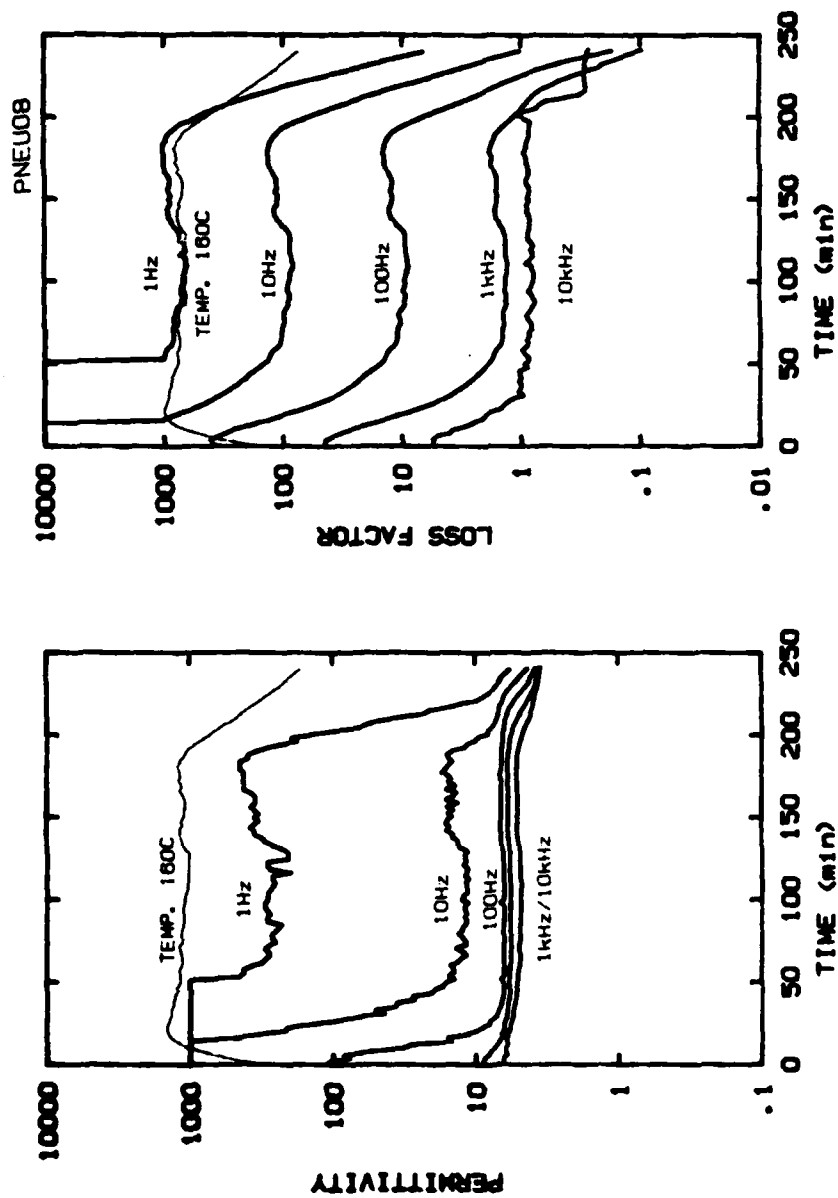 PERMITTIVITY
10000
1000
100
10
1
.1
TEMP. 160C
1Hz
10Hz
100Hz
1kHz/10kHz
0
50
100
150
200
250
TIME (min)
PNEU08
LOSS FACTOR
10000
1000
100
10
1
.1
.01
1Hz
TEMP. 160C
10Hz
100Hz
1kHz
10kHz
0
50
100
150
200
250
TIME (min)